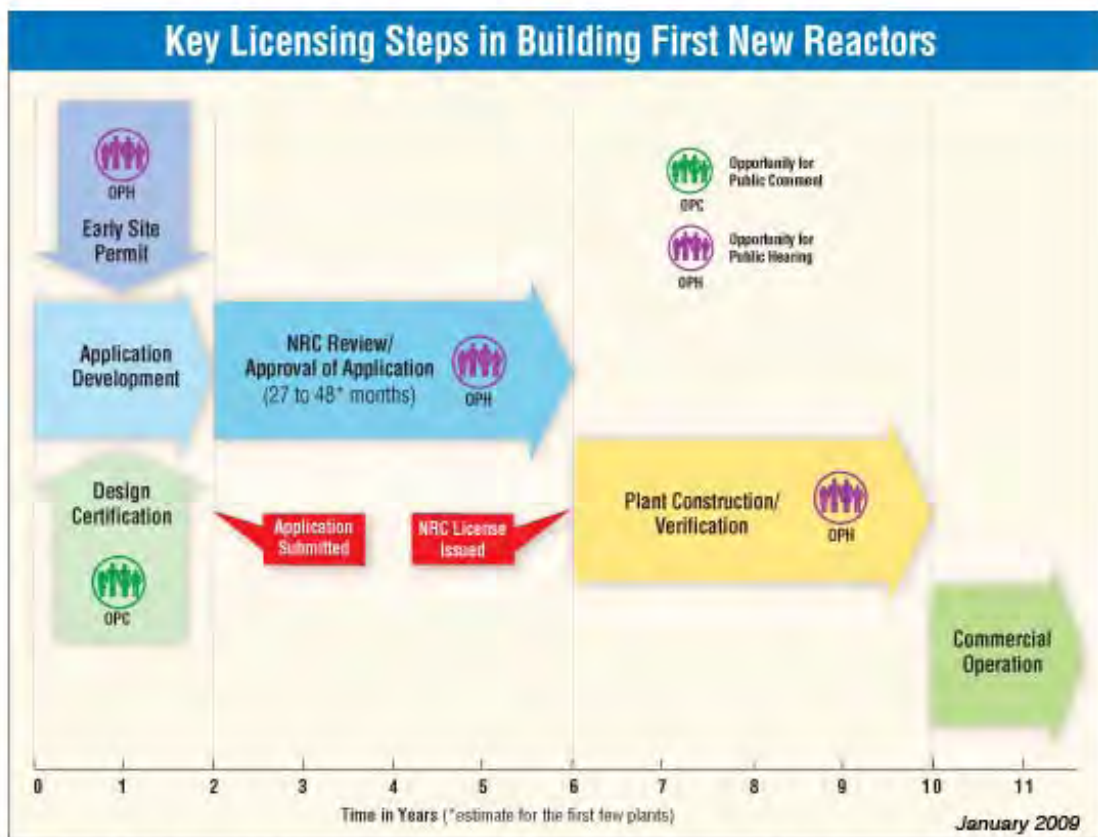 Key Licensing Steps in Building First New Reactors
OPH
Early Site
Permit
Opportunity for
Public Comment
OPC
Opportunity for
Public Hearing
OPH
Application
Development
NRC Review/
Approval of Application
(27 to 48* months)
OPH
Design
Certification
OPC
Application
Submitted
NRC License
Issued
Plant Construction/
Verification
OPH
Commercial
Operation
0 1 2 3 4 5 6 7 8 9 10 11
Time in Years (*estimate for the first few plants)
January 2009